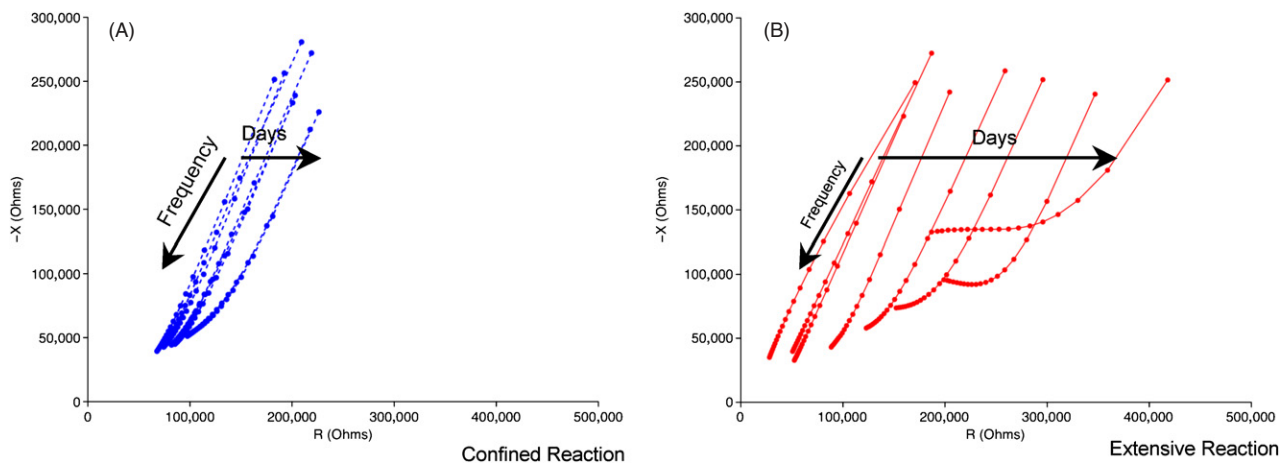 (A)
300,000
250,000
200,000
150,000
100,000
50,000
0
–X (Ohms)
Days
Frequency
0
100,000
200,000
300,000
400,000
500,000
R (Ohms)
Confined Reaction
(B)
300,000
250,000
200,000
150,000
100,000
50,000
0
–X (Ohms)
Days
Frequency
0
100,000
200,000
300,000
400,000
500,000
R (Ohms)
Extensive Reaction